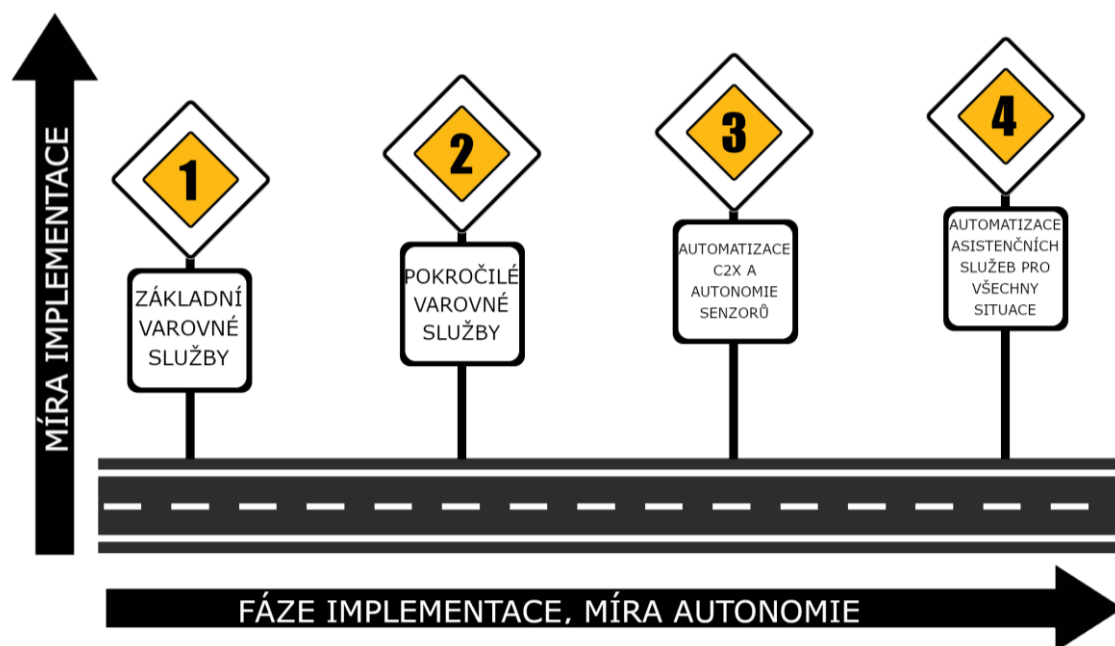 MÍRA IMPLEMENTACE
1
ZÁKLADNÍ
VAROVNÉ
SLUŽBY
2
POKROČILÉ
VAROVNÉ
SLUŽBY
3
AUTOMATIZACE
C2X A
AUTONOMIE
SENZORŮ
4
AUTOMATIZACE
ASISTENČNÍCH
SLUŽEB PRO
VŠECHNY
SITUACE
FÁZE IMPLEMENTACE, MÍRA AUTONOMIE